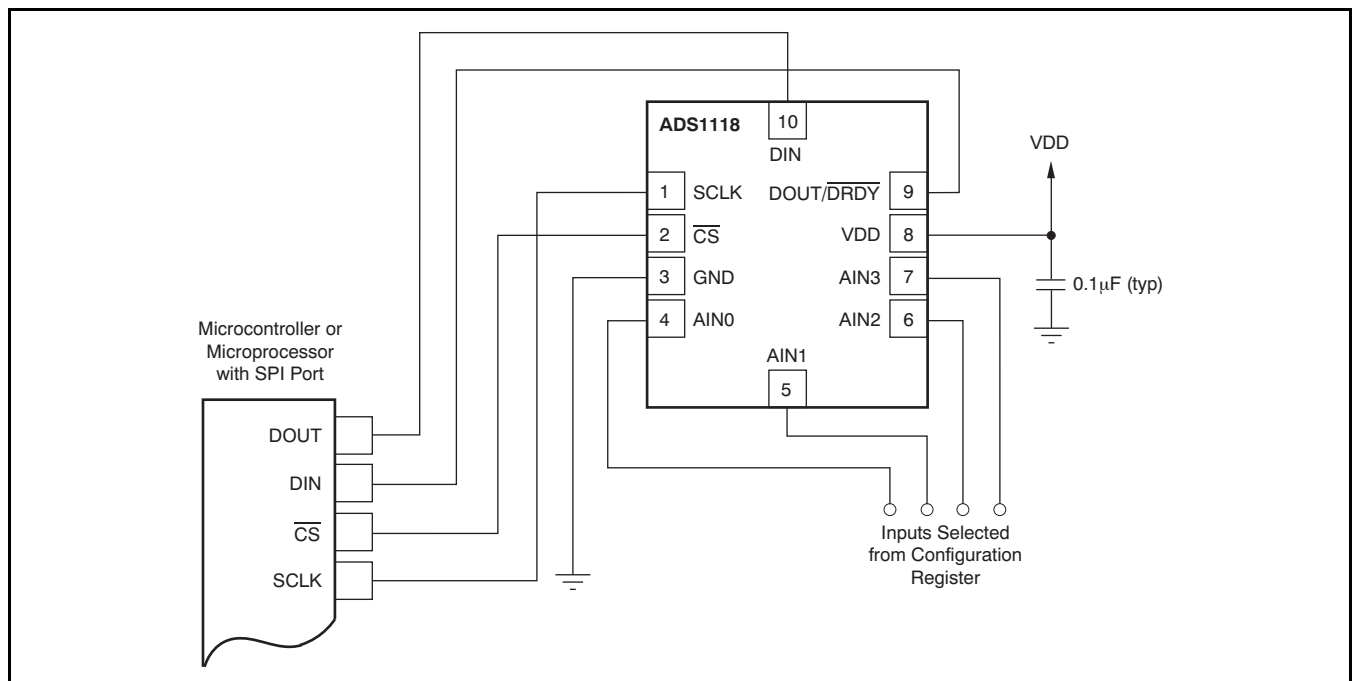 ADS1118
10
DIN
1 SCLK
2 CS
3 GND
4 AIN0
AIN1
5
DOUT/DRDY 9
VDD 8
AIN3 7
AIN2 6
VDD
0.1μF (typ)
Microcontroller or
Microprocessor
with SPI Port
DOUT
DIN
CS
SCLK
Inputs Selected
from Configuration
Register